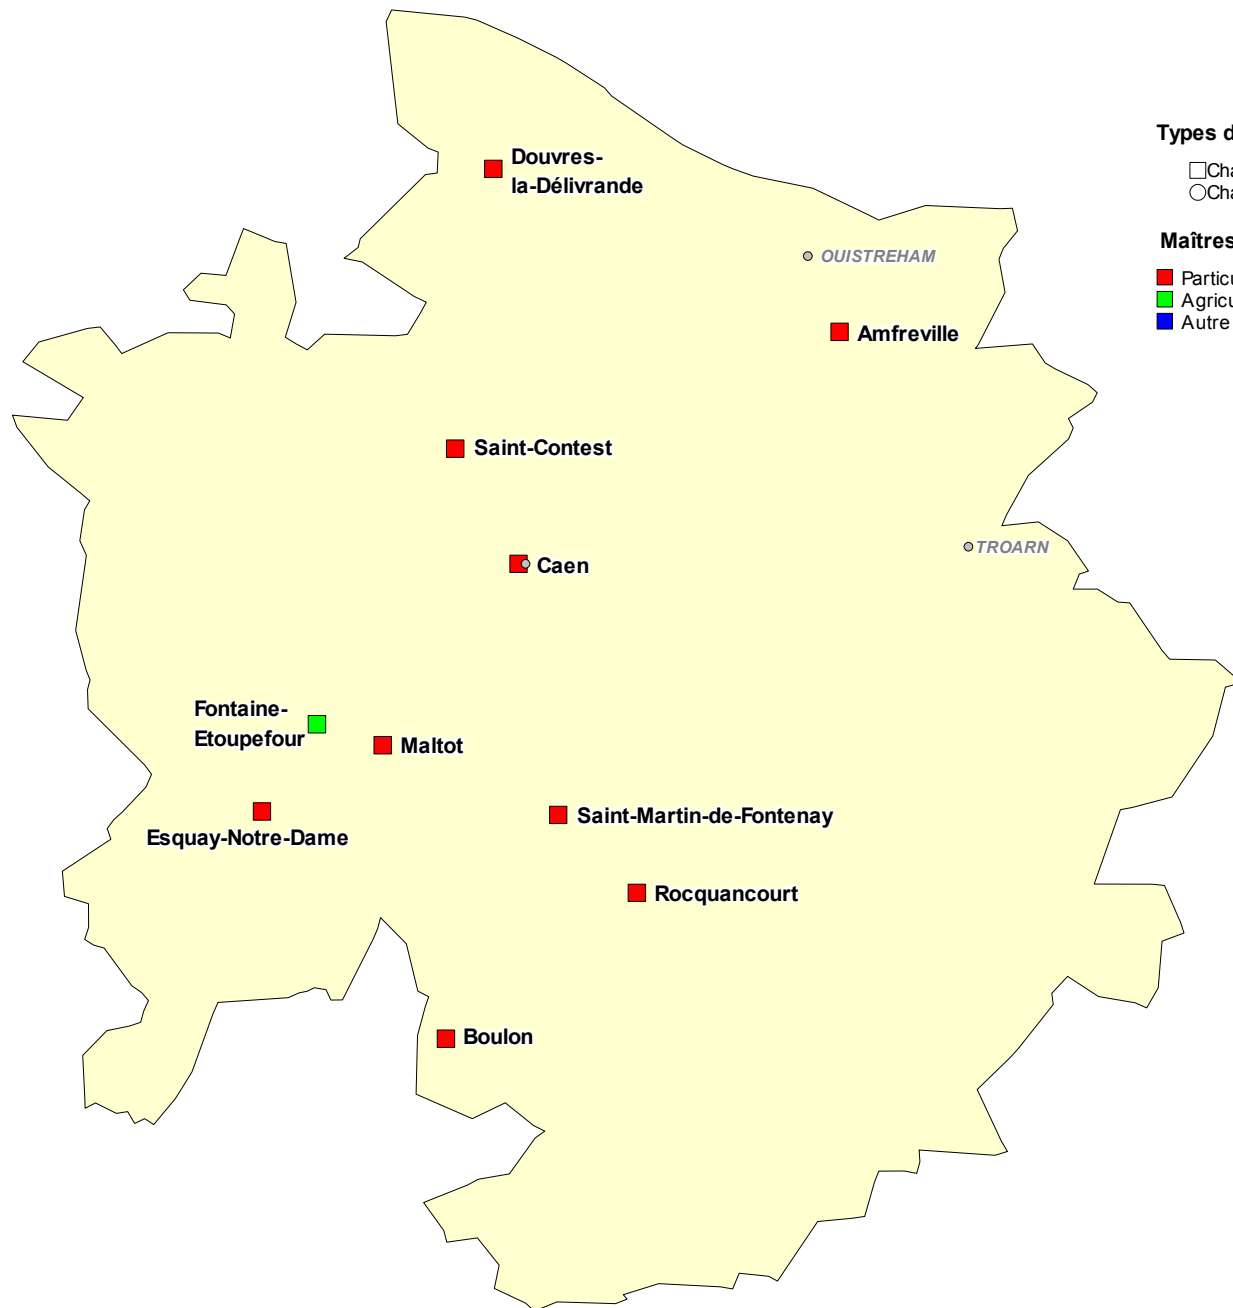 Types d
Cha
Cha
Maîtres
Particu
Agricu
Autre
Douvres-
la-Délivrande
OUISTREHAM
Amfreville
Saint-Contest
TROARN
Caen
Fontaine-
Etoupefour
Maltot
Esquay-Notre-Dame
Saint-Martin-de-Fontenay
Rocquancourt
Boulon